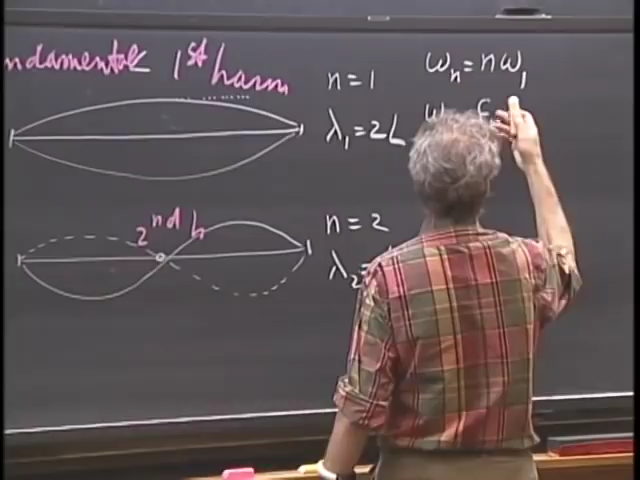 ndamental 1st harm
n=1
ωn=nω1
λ1=2L
2nd h
n=2
λ2